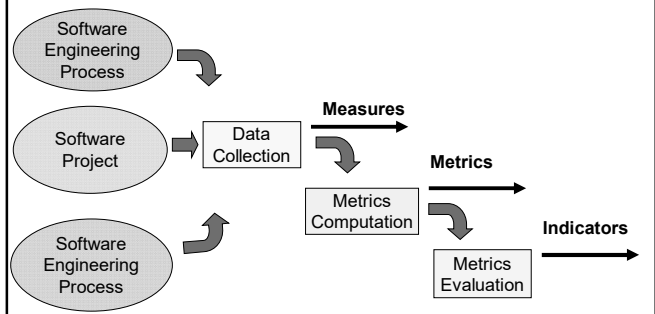 Software
Engineering
Process
Software
Project
Software
Engineering
Process
Data
Collection
Measures
Metrics
Computation
Metrics
Metrics
Evaluation
Indicators